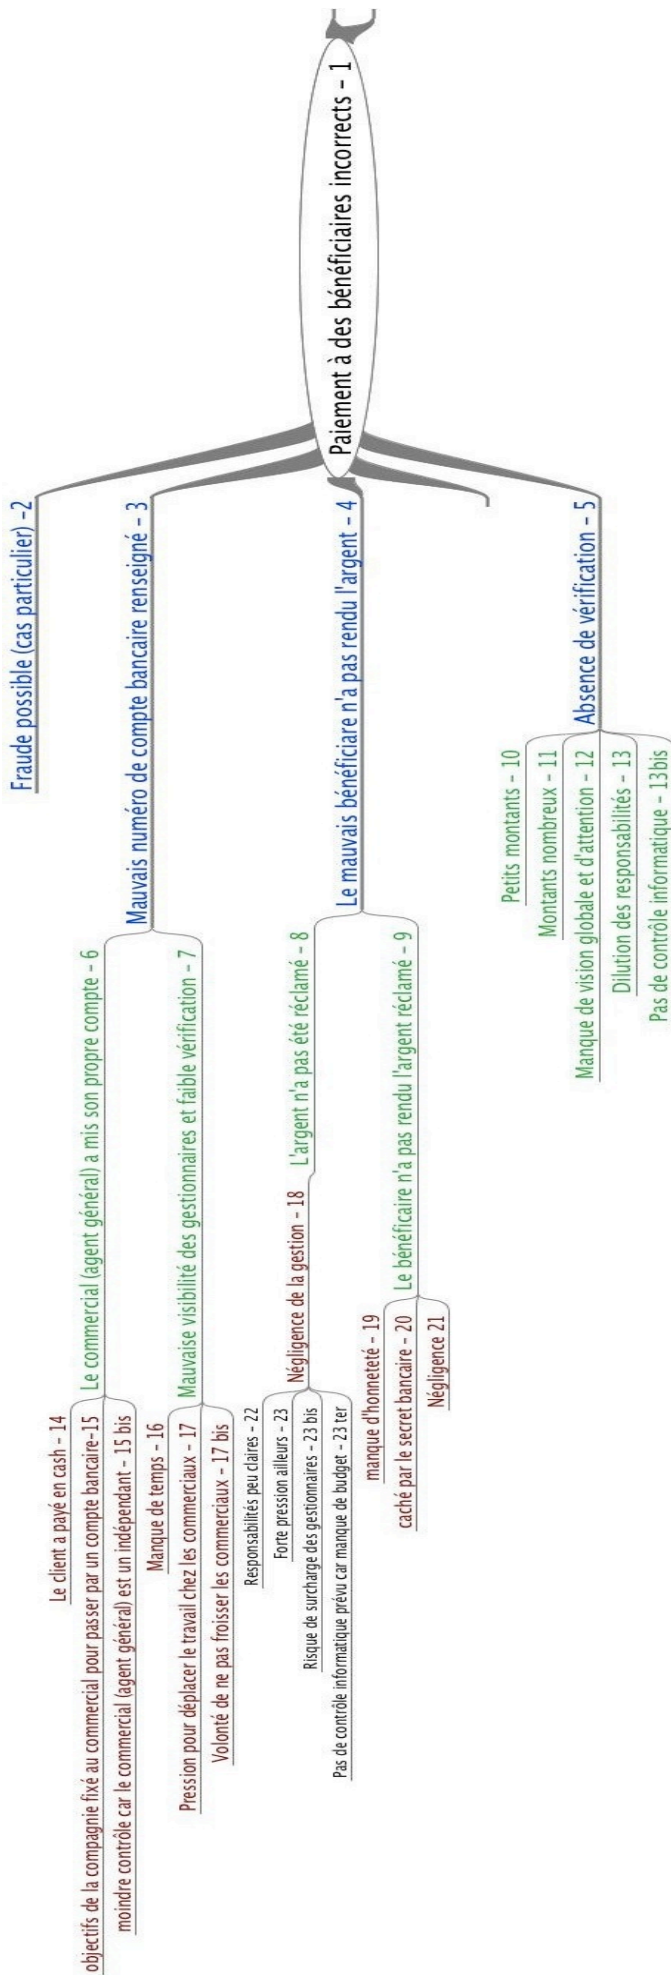 Paiement à des bénéficiaires incorrects – 1
Fraude possible (cas particulier) –2
Mauvais numéro de compte bancaire renseigné – 3
Le commercial (agent général) a mis son propre compte – 6
Le client a payé en cash – 14
objectifs de la compagnie fixé au commercial pour passer par un compte bancaire–15
moindre contrôle car le commercial (agent général) est un indépendant – 15 bis
Mauvaise visibilité des gestionnaires et faible vérification – 7
Manque de temps – 16
Pression pour déplacer le travail chez les commerciaux – 17
Volonté de ne pas froisser les commerciaux – 17 bis
Le mauvais bénéficiare n'a pas rendu l'argent – 4
L'argent n'a pas été réclamé – 8
Négligence de la gestion – 18
Responsabilités peu claires – 22
Forte pression ailleurs – 23
Risque de surcharge des gestionnaires – 23 bis
Pas de contrôle informatique prévu car manque de budget – 23 ter
Le bénéficaire n'a pas rendu l'argent réclamé – 9
manque d'honneteté – 19
caché par le secret bancaire – 20
Négligence 21
Absence de vérification – 5
Petits montants – 10
Montants nombreux – 11
Manque de vision globale et d'attention – 12
Dilution des responsabilités – 13
Pas de contrôle informatique – 13bis